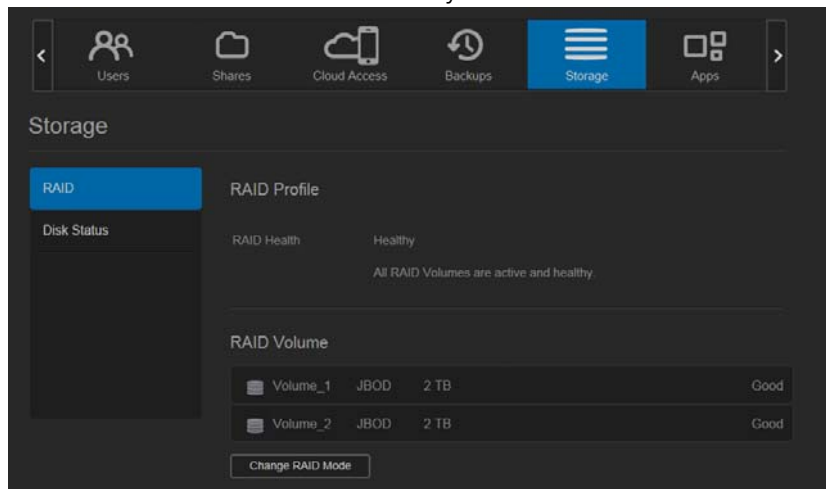 Users Shares Cloud Access Backups Storage Apps
Storage
RAID
Disk Status
RAID Profile
RAID Health Healthy
All RAID Volumes are active and healthy.
RAID Volume
Volume_1 JBOD 2 TB Good
Volume_2 JBOD 2 TB Good
Change RAID Mode